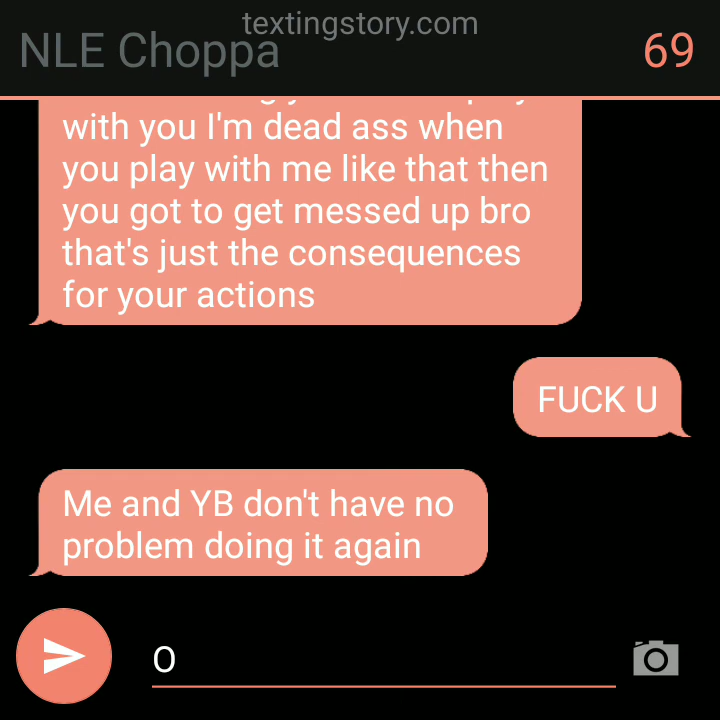 textingstory.com
NLE Choppa
69
with you I'm dead ass when
you play with me like that then
you got to get messed up bro
that's just the consequences
for your actions
FUCK U
Me and YB don't have no
problem doing it again
O